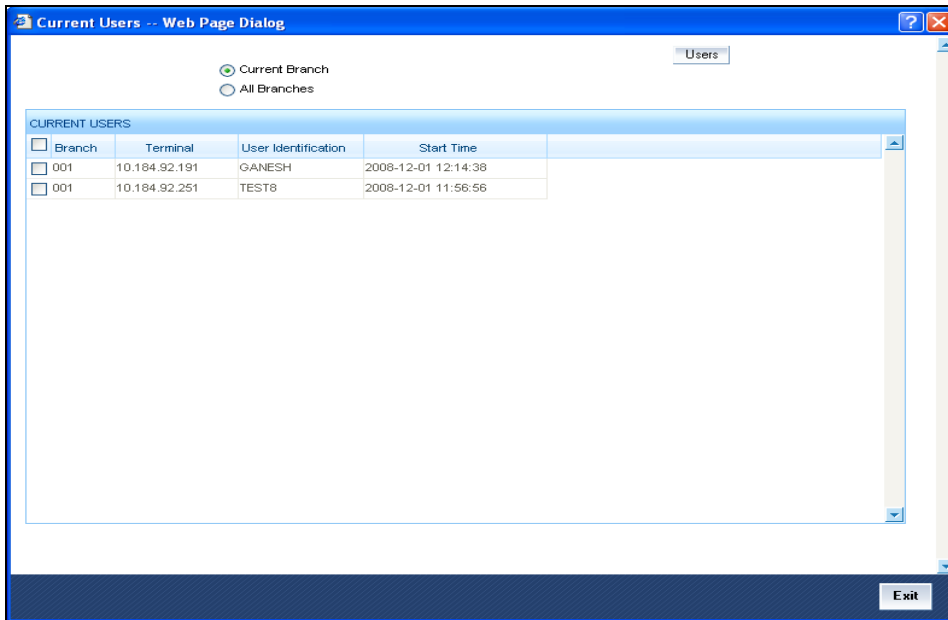 Current Users -- Web Page Dialog
?
Users
Current Branch
All Branches
CURRENT USERS
Branch Terminal User Identification Start Time
001 10.184.92.191 GANESH 2008-12-01 12:14:38
001 10.184.92.251 TEST8 2008-12-01 11:56:56
Exit